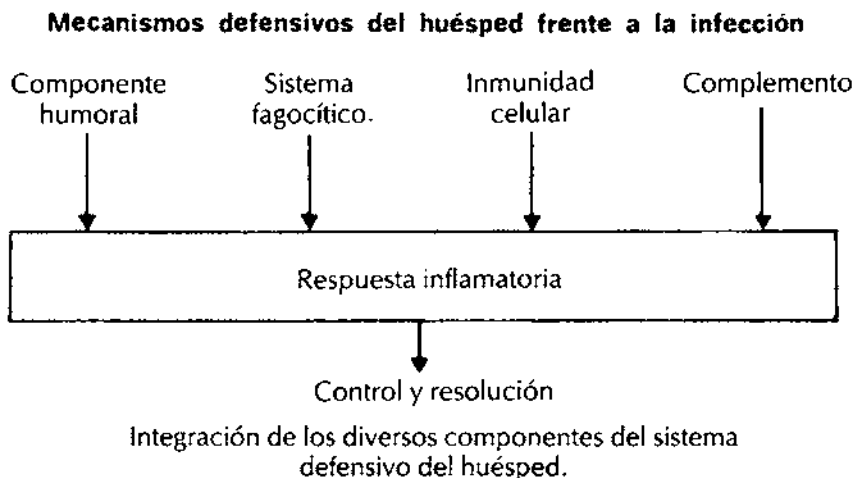 Mecanismos defensivos del huésped frente a la infección
Componente humoral
Sistema fagocítico.
Inmunidad celular
Complemento
Respuesta inflamatoria
Control y resolución
Integración de los diversos componentes del sistema
defensivo del huésped.